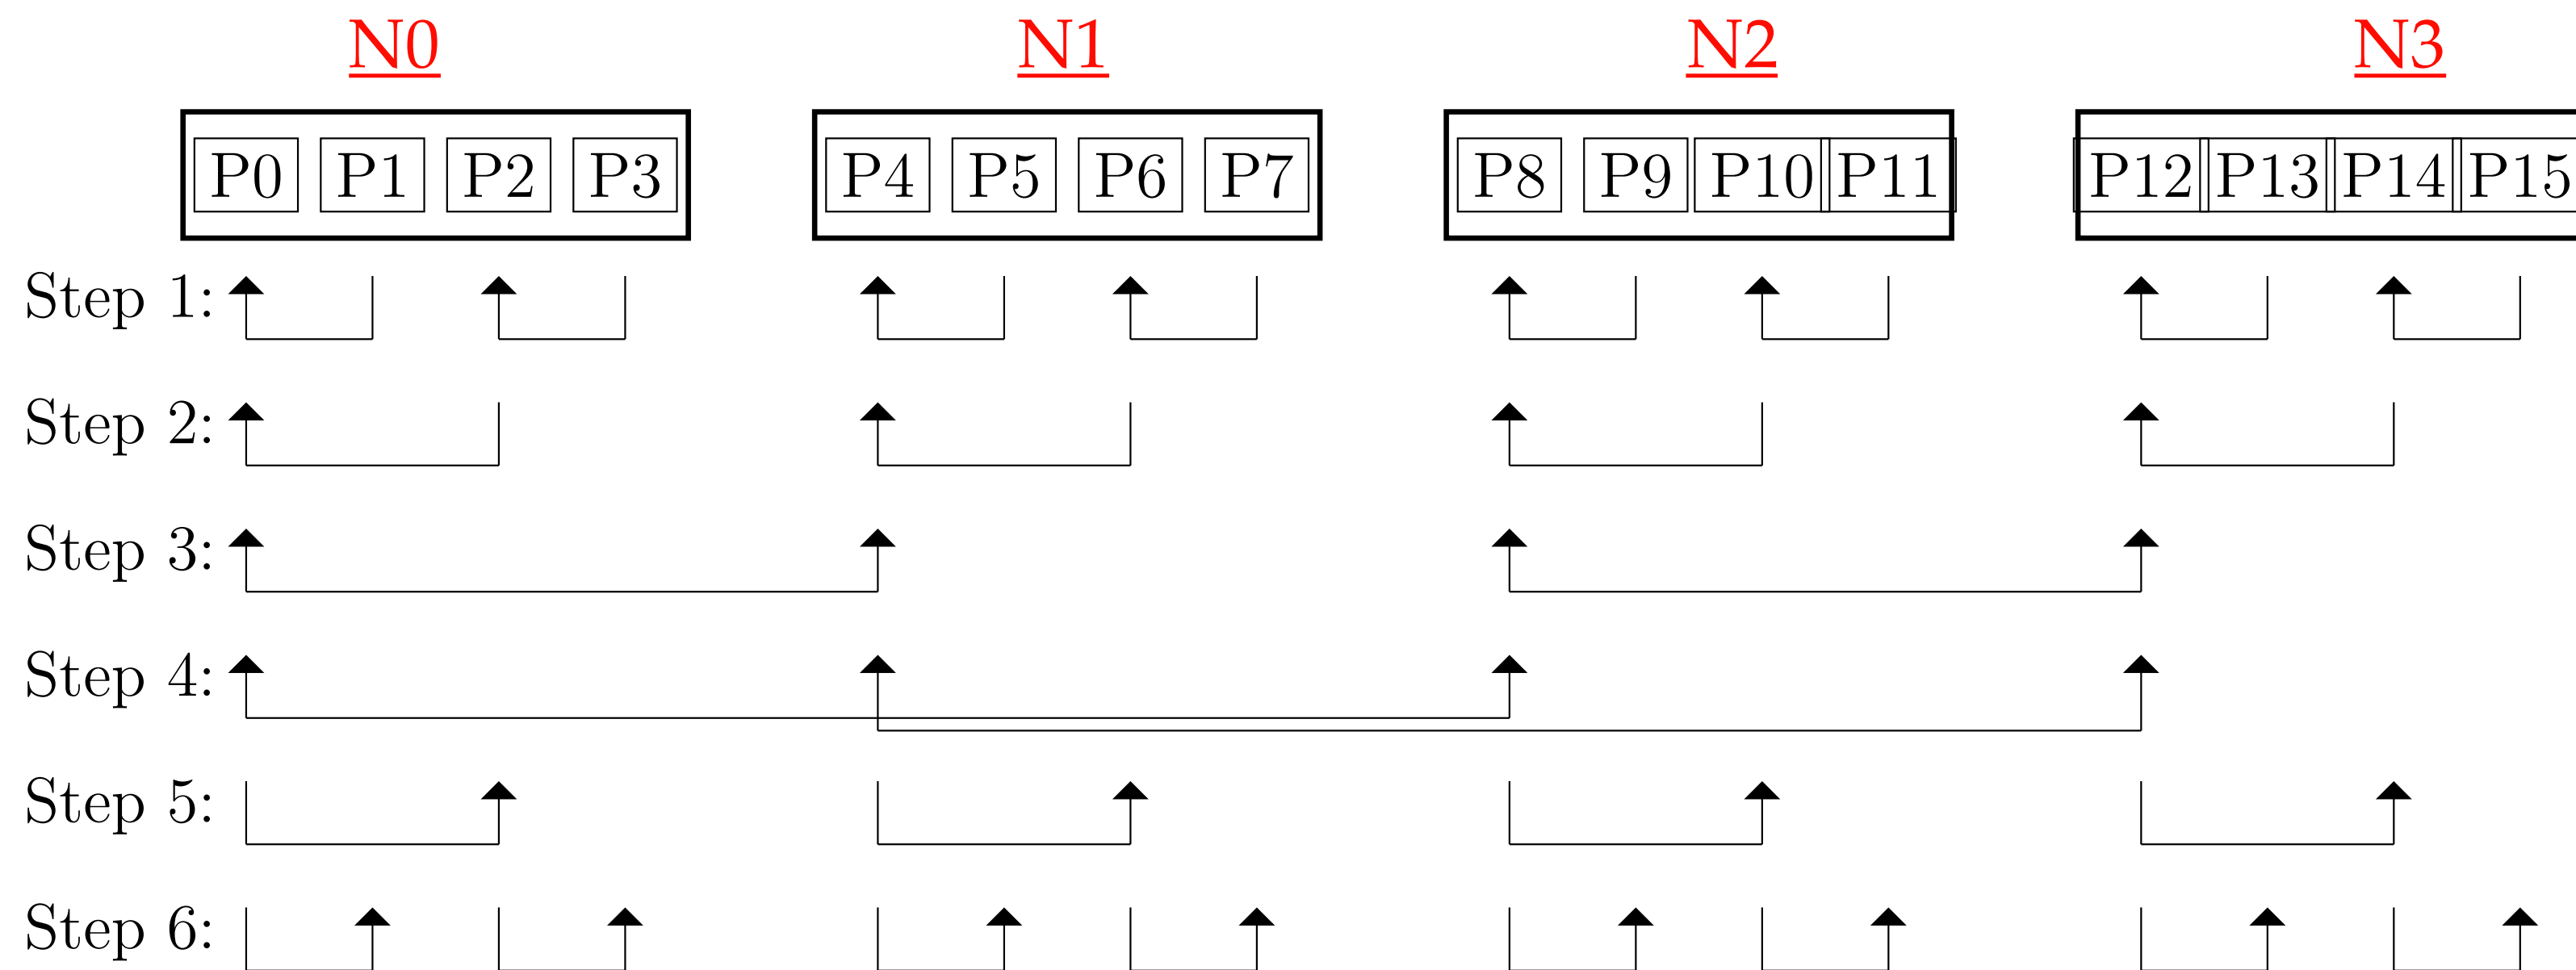 N0 N1 N2 N3
P0 P1 P2 P3 P4 P5 P6 P7 P8 P9 P10 P11 P12 P13 P14 P15
Step 1:
Step 2:
Step 3:
Step 4:
Step 5:
Step 6: